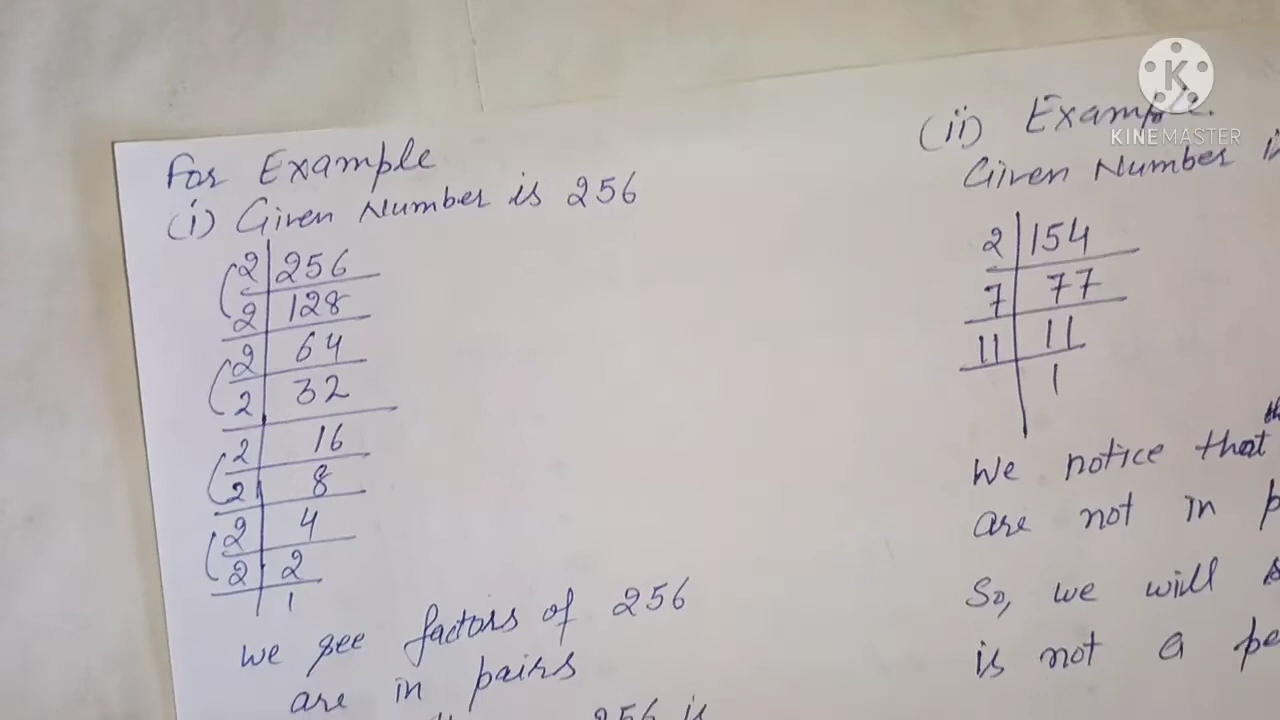 For Example
(i) Given Number is 256
2 256
2 128
2 64
2 32
2 16
2 8
2 4
2 2
1
We see factors of 256
are in pairs
256 is
(ii) Example.
Given Number
2 154
7 77
11 11
1
We notice that
are not in
So, we will
is not a
K
KINEMASTER